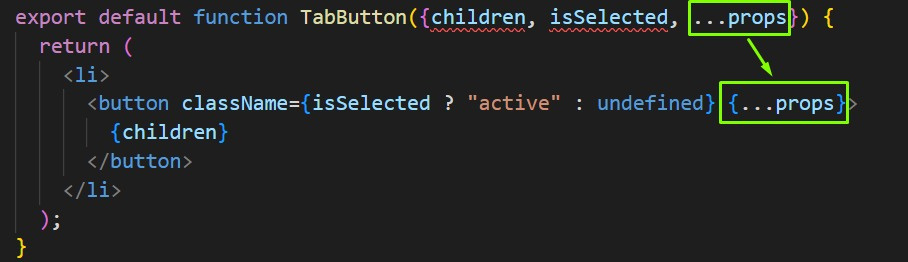 export default function TabButton({children, isSelected, ...props}) {
return (
<li>
<button className={isSelected ? "active" : undefined} {...props}>
{children}
</button>
</li>
);
}